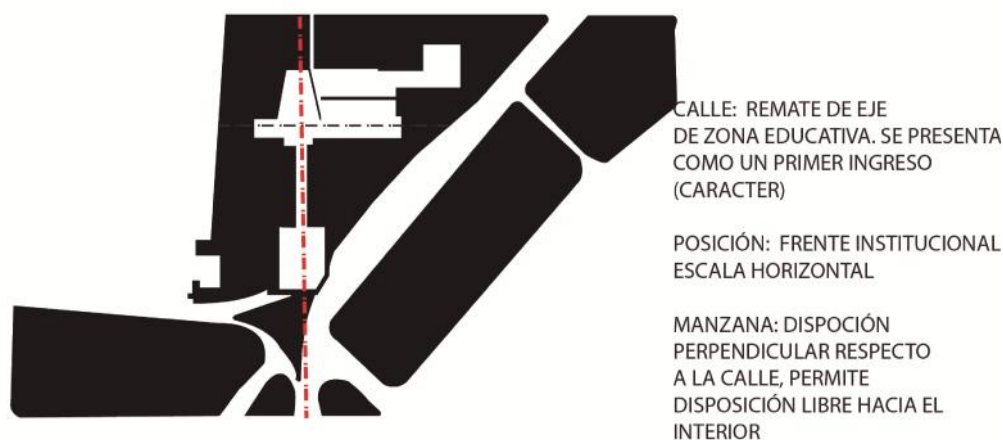 CALLE: REMATE DE EJE
DE ZONA EDUCATIVA. SE PRESENTA
COMO UN PRIMER INGRESO
(CARACTER)
POSICIÓN: FRENTE INSTITUCIONAL
ESCALA HORIZONTAL
MANZANA: DISPOCIÓN
PERPENDICULAR RESPECTO
A LA CALLE, PERMITE
DISPOSICIÓN LIBRE HACIA EL
INTERIOR